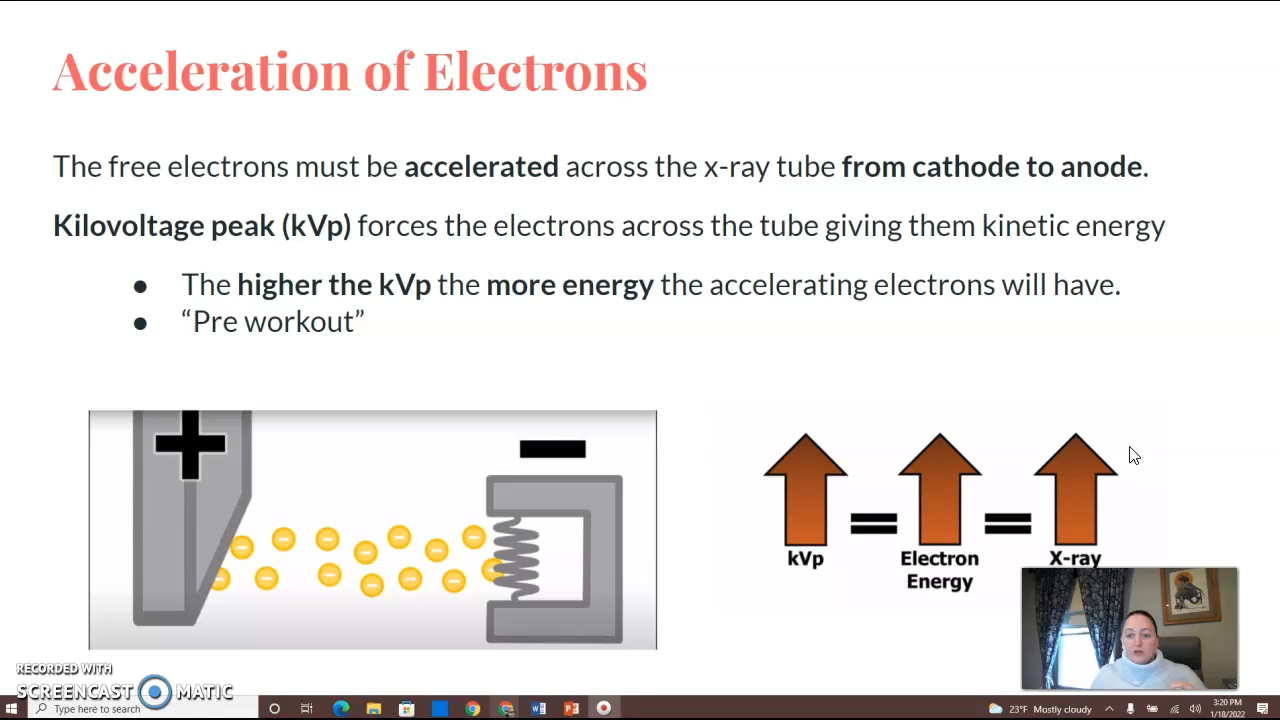 Acceleration of Electrons
The free electrons must be accelerated across the x-ray tube from cathode to anode.
Kilovoltage peak (kVp) forces the electrons across the tube giving them kinetic energy
● The higher the kVp the more energy the accelerating electrons will have.
● “Pre workout”
kVp
Electron
Energy
X-ray
RECORDED WITH
SCREENCAST MATIC
Type here to search
23°F Mostly cloudy
3:20 PM
1/18/2022